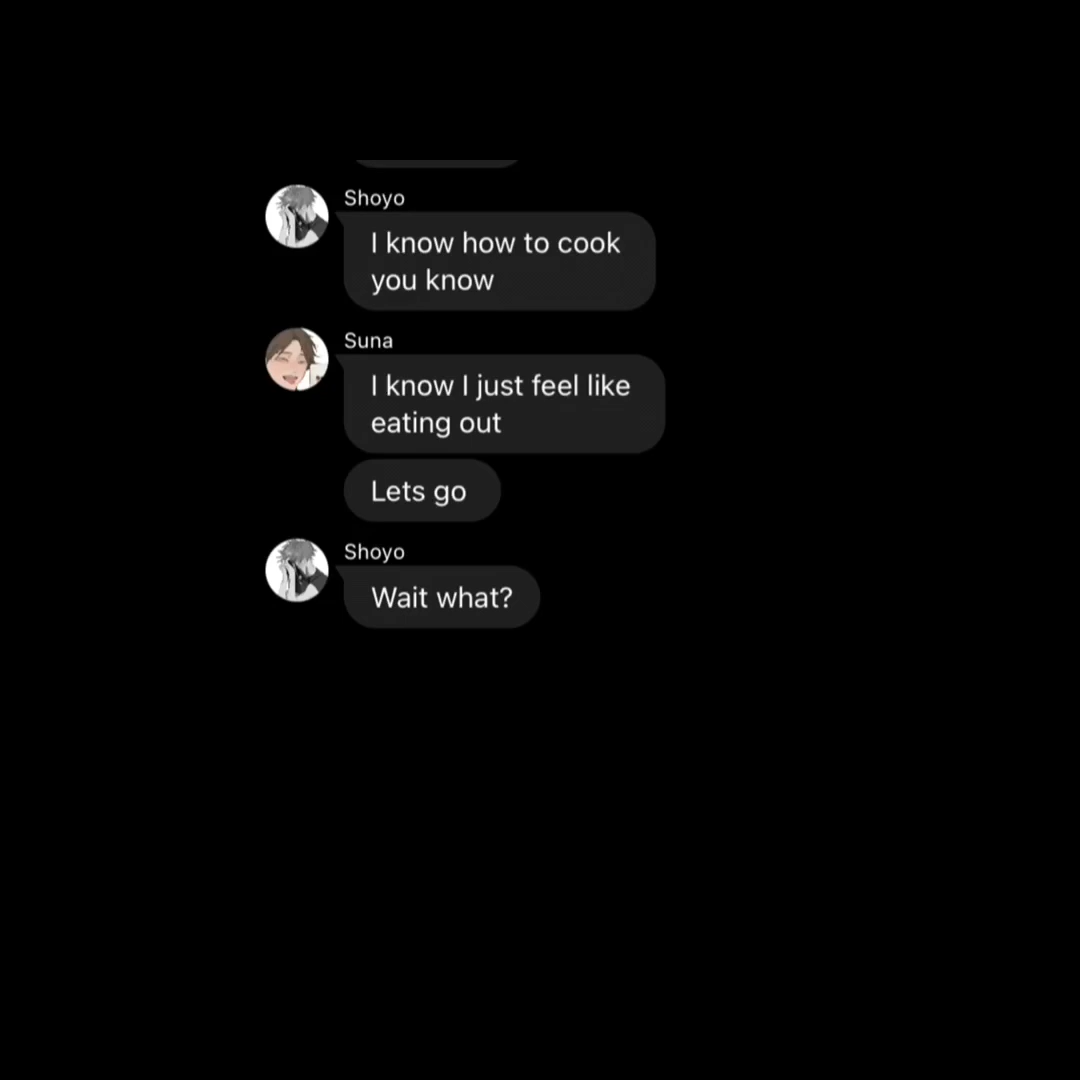 Shoyo
I know how to cook
you know
Suna
I know I just feel like
eating out
Lets go
Shoyo
Wait what?